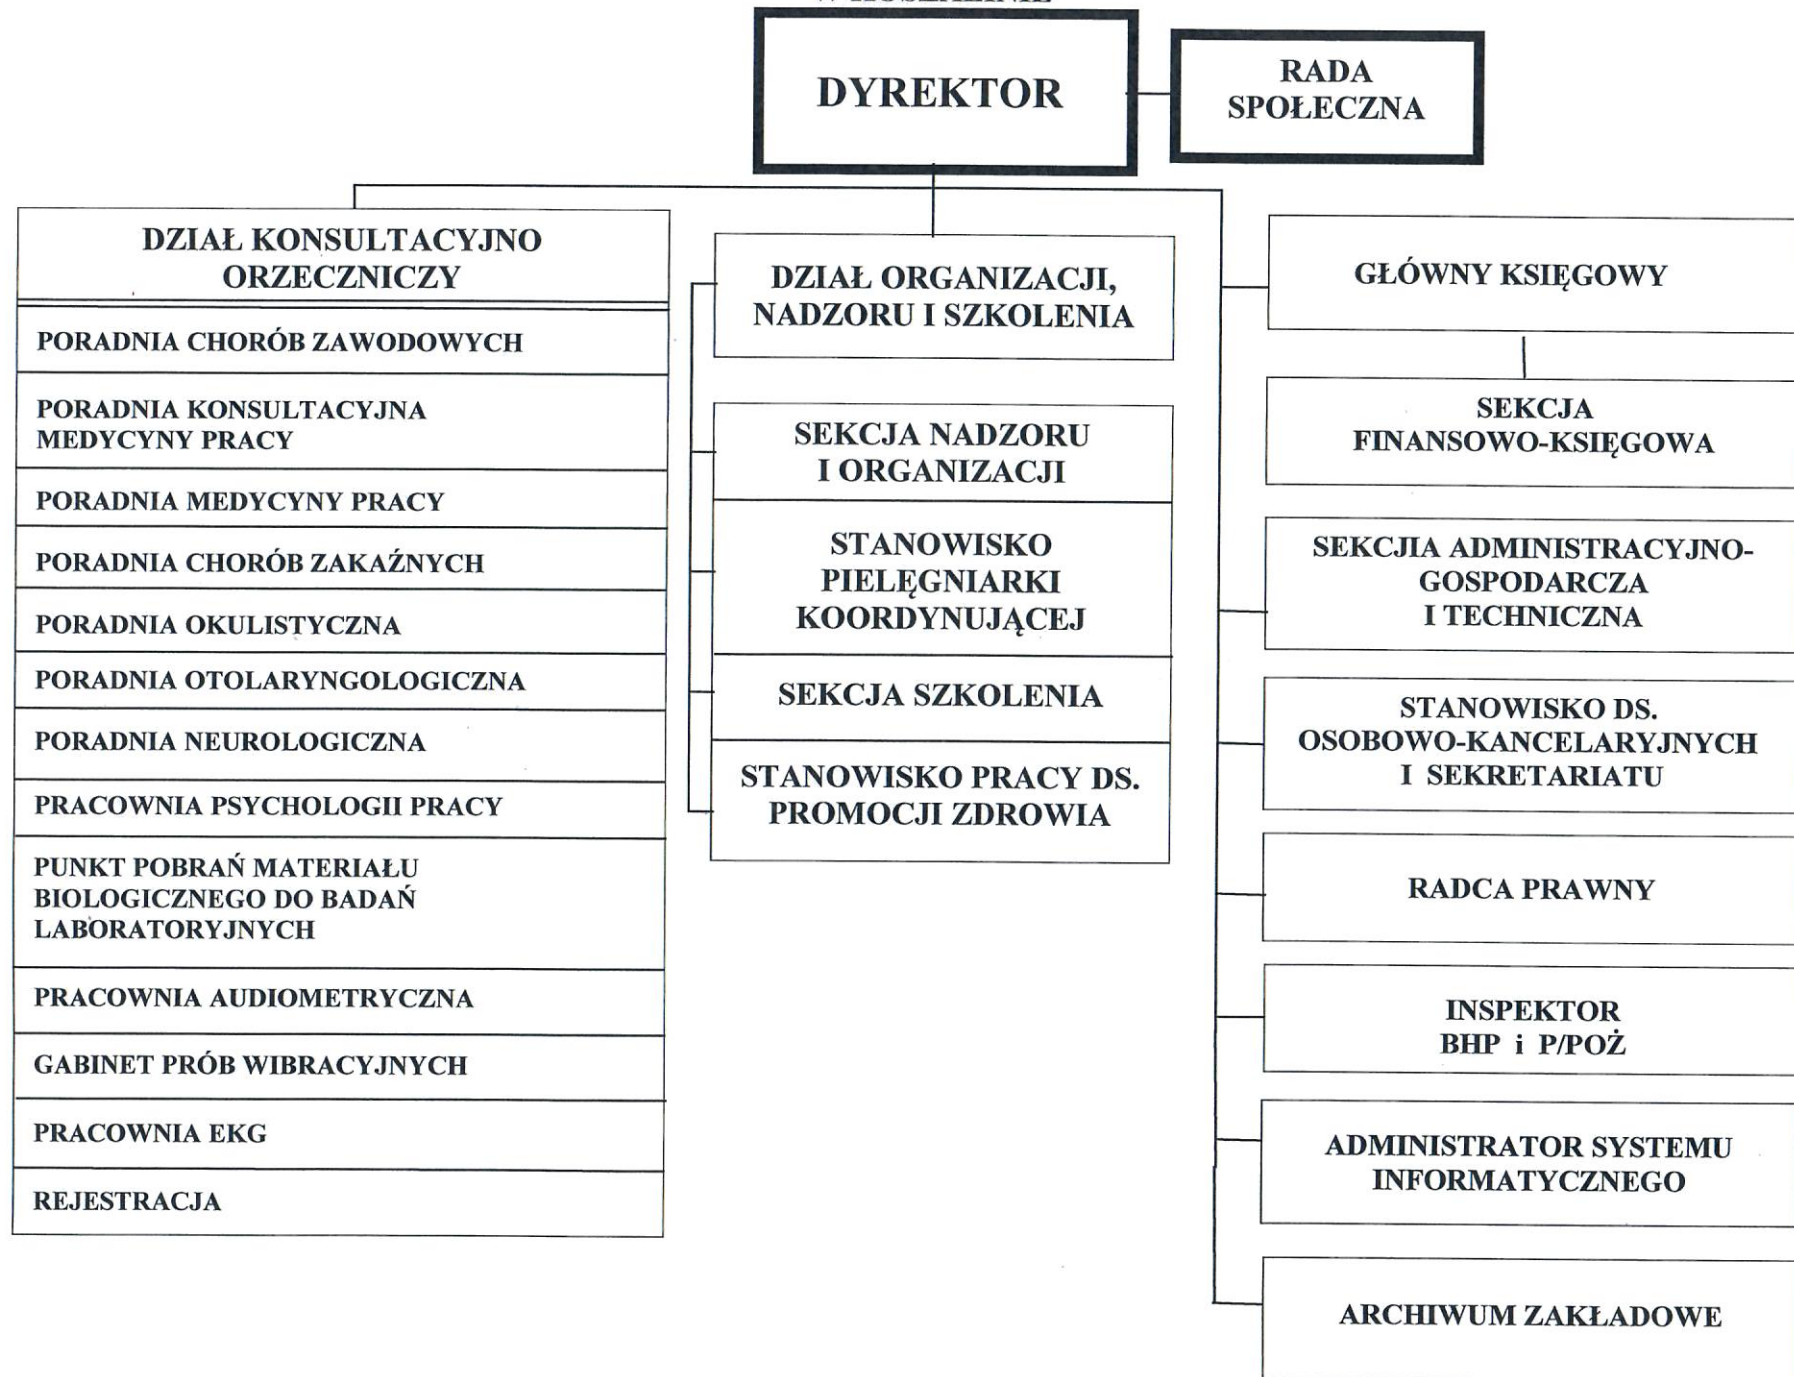 DYREKTOR
RADA
SPOŁECZNA
DZIAŁ KONSULTACYJNO
ORZECZNICZY
PORADNIA CHORÓB ZAWODOWYCH
PORADNIA KONSULTACYJNA
MEDYCYNY PRACY
PORADNIA MEDYCYNY PRACY
PORADNIA CHORÓB ZAKAŹNYCH
PORADNIA OKULISTYCZNA
PORADNIA OTOLARYNGOLOGICZNA
PORADNIA NEUROLOGICZNA
PRACOWNIA PSYCHOLOGII PRACY
PUNKT POBRAŃ MATERIAŁU
BIOLOGICZNEGO DO BADAŃ
LABORATORYJNYCH
PRACOWNIA AUDIOMETRYCZNA
GABINET PRÓB WIBRACYJNYCH
PRACOWNIA EKG
REJESTRACJA
DZIAŁ ORGANIZACJI,
NADZORU I SZKOLENIA
SEKCJA NADZORU
I ORGANIZACJI
STANOWISKO
PIELĘGNIARKI
KOORDYNUJĄCEJ
SEKCJA SZKOLENIA
STANOWISKO PRACY DS.
PROMOCJI ZDROWIA
GŁÓWNY KSIĘGOWY
SEKCJA
FINANSOWO-KSIĘGOWA
SEKCJIA ADMINISTRACYJNO-
GOSPODARCZA
I TECHNICZNA
STANOWISKO DS.
OSOBOWO-KANCELARYJNYCH
I SEKRETARIATU
RADCA PRAWNY
INSPEKTOR
BHP i P/POŻ
ADMINISTRATOR SYSTEMU
INFORMATYCZNEGO
ARCHIWUM ZAKŁADOWE